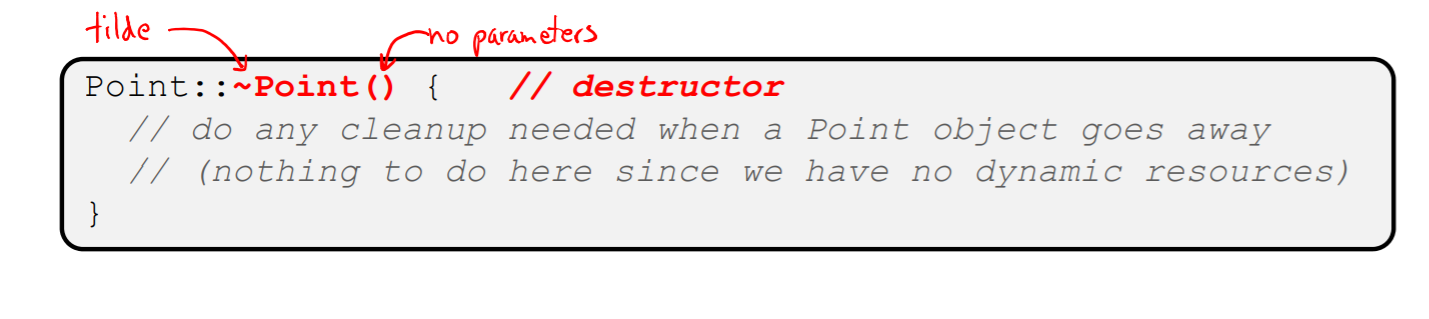 tilde
no parameters
Point::~Point() {   // destructor
  // do any cleanup needed when a Point object goes away
  // (nothing to do here since we have no dynamic resources)
}